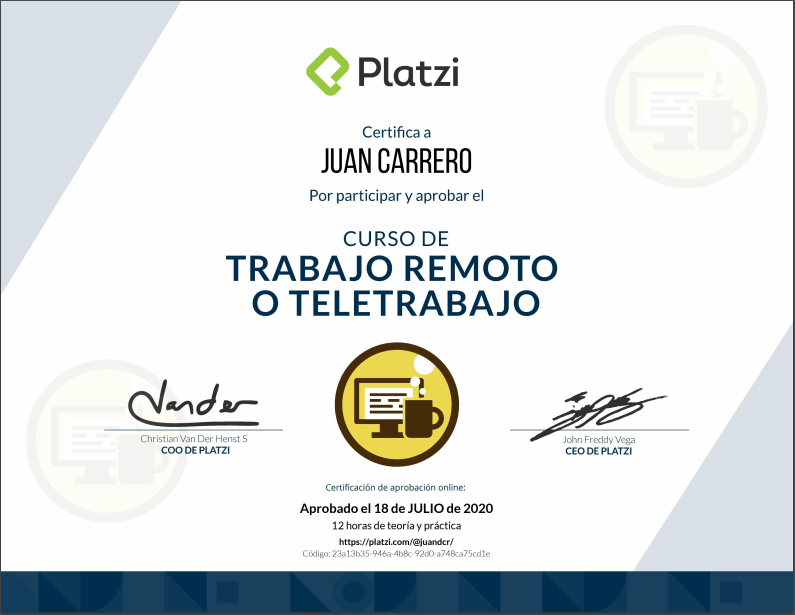 Platzi
Certifica a
JUAN CARRERO
Por participar y aprobar el
CURSO DE
TRABAJO REMOTO
O TELETRABAJO
Vander
Christian Van Der Henst S
COO DE PLATZI
John Freddy Vega
CEO DE PLATZI
Certificación de aprobación online:
Aprobado el 18 de JULIO de 2020
12 horas de teoría y práctica
https://platzi.com/@juandcr/
Código: 23a13b35-946a-4b8c-92d0-a748ca75cd1e